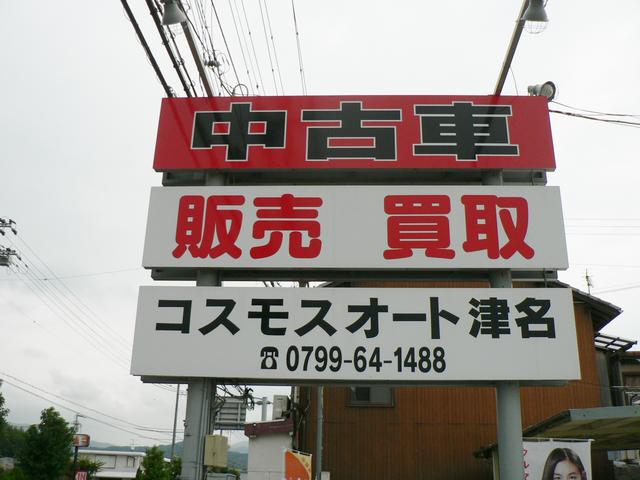 中古車
販売 買取
コスモスオート津名
☎0799-64-1488